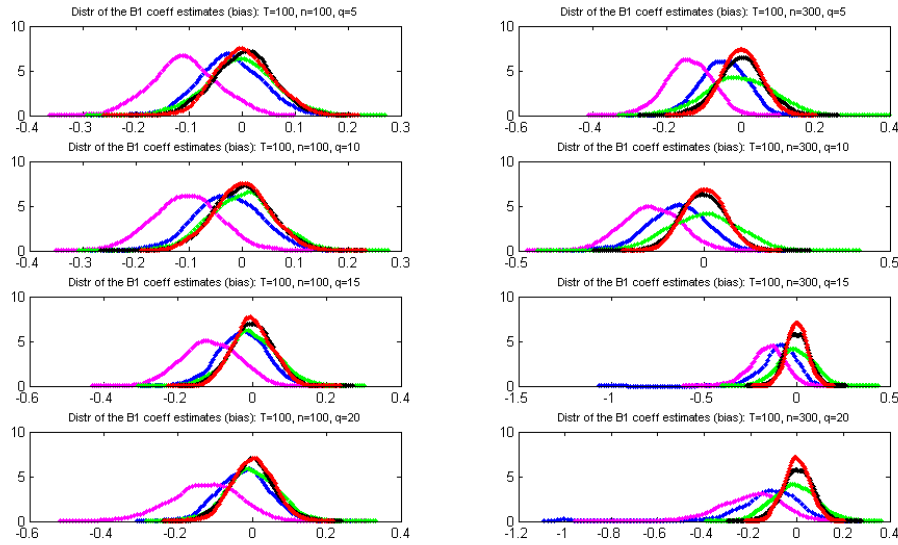 Distr of the B1 coeff estimates (bias): T=100, n=100, q=5
10
5
0
-0.4 -0.3 -0.2 -0.1 0 0.1 0.2 0.3
Distr of the B1 coeff estimates (bias): T=100, n=300, q=5
10
5
0
-0.6 -0.4 -0.2 0 0.2 0.4
Distr of the B1 coeff estimates (bias): T=100, n=100, q=10
10
5
0
-0.4 -0.3 -0.2 -0.1 0 0.1 0.2 0.3
Distr of the B1 coeff estimates (bias): T=100, n=300, q=10
10
5
0
-0.5 0 0.5
Distr of the B1 coeff estimates (bias): T=100, n=100, q=15
10
5
0
-0.6 -0.4 -0.2 0 0.2 0.4
Distr of the B1 coeff estimates (bias): T=100, n=300, q=15
10
5
0
-1.5 -1 -0.5 0 0.5
Distr of the B1 coeff estimates (bias): T=100, n=100, q=20
10
5
0
-0.6 -0.4 -0.2 0 0.2 0.4
Distr of the B1 coeff estimates (bias): T=100, n=300, q=20
10
5
0
-1.2 -1 -0.8 -0.6 -0.4 -0.2 0 0.2 0.4